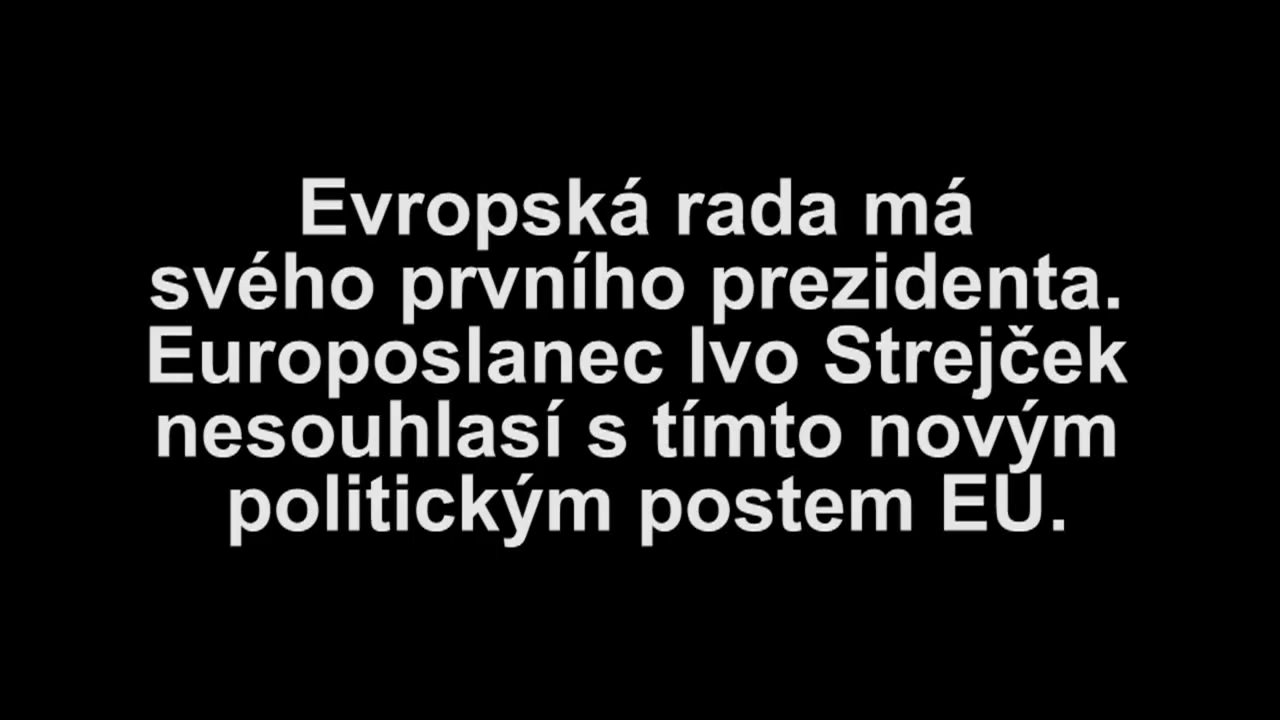 Evropská rada má
svého prvního prezidenta.
Europoslanec Ivo Strejček
nesouhlasí s tímto novým
politickým postem EU.